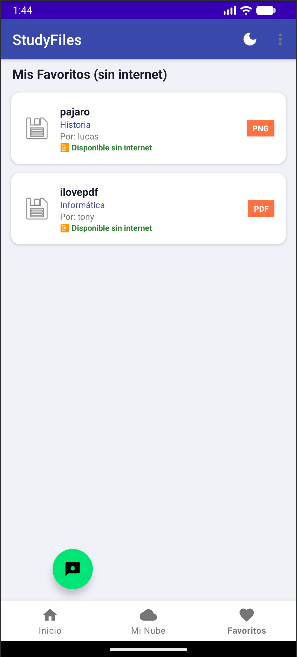 1:44
StudyFiles
Mis Favoritos (sin internet)
pajaro
Historia
Por: lucas
Disponible sin internet
PNG
ilovepdf
Informática
Por: tony
Disponible sin internet
PDF
Inicio
Mi Nube
Favoritos